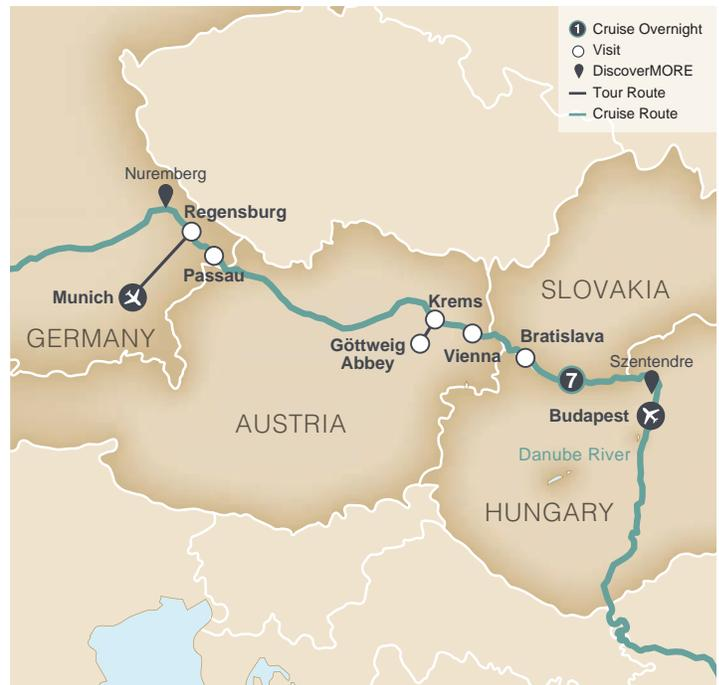 1 Cruise Overnight
Visit
DiscoverMORE
Tour Route
Cruise Route
Nuremberg
Regensburg
Passau
Munich
GERMANY
SLOVAKIA
Krems
Göttweig
Abbey
Vienna
Bratislava
Szentendre
7
Budapest
AUSTRIA
Danube River
HUNGARY